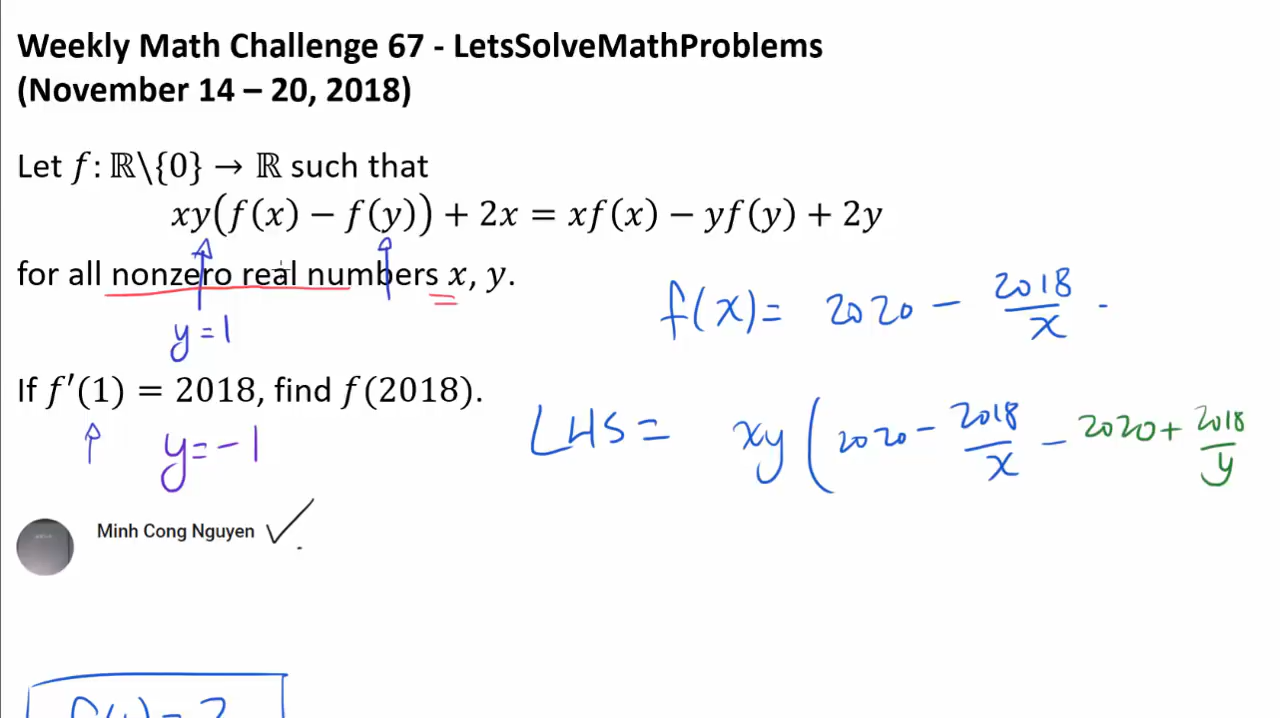 Weekly Math Challenge 67 - LetsSolveMathProblems
(November 14 – 20, 2018)
Let f: ℝ\{0} → ℝ such that
xy(f(x) − f(y)) + 2x = xf(x) − yf(y) + 2y
for all nonzero real numbers x, y.
f(x) = 2020 − 2018/x .
y = 1
If f′(1) = 2018, find f(2018).
LHS = xy(2020 − 2018/x − 2020 + 2018/y
y = −1
Minh Cong Nguyen